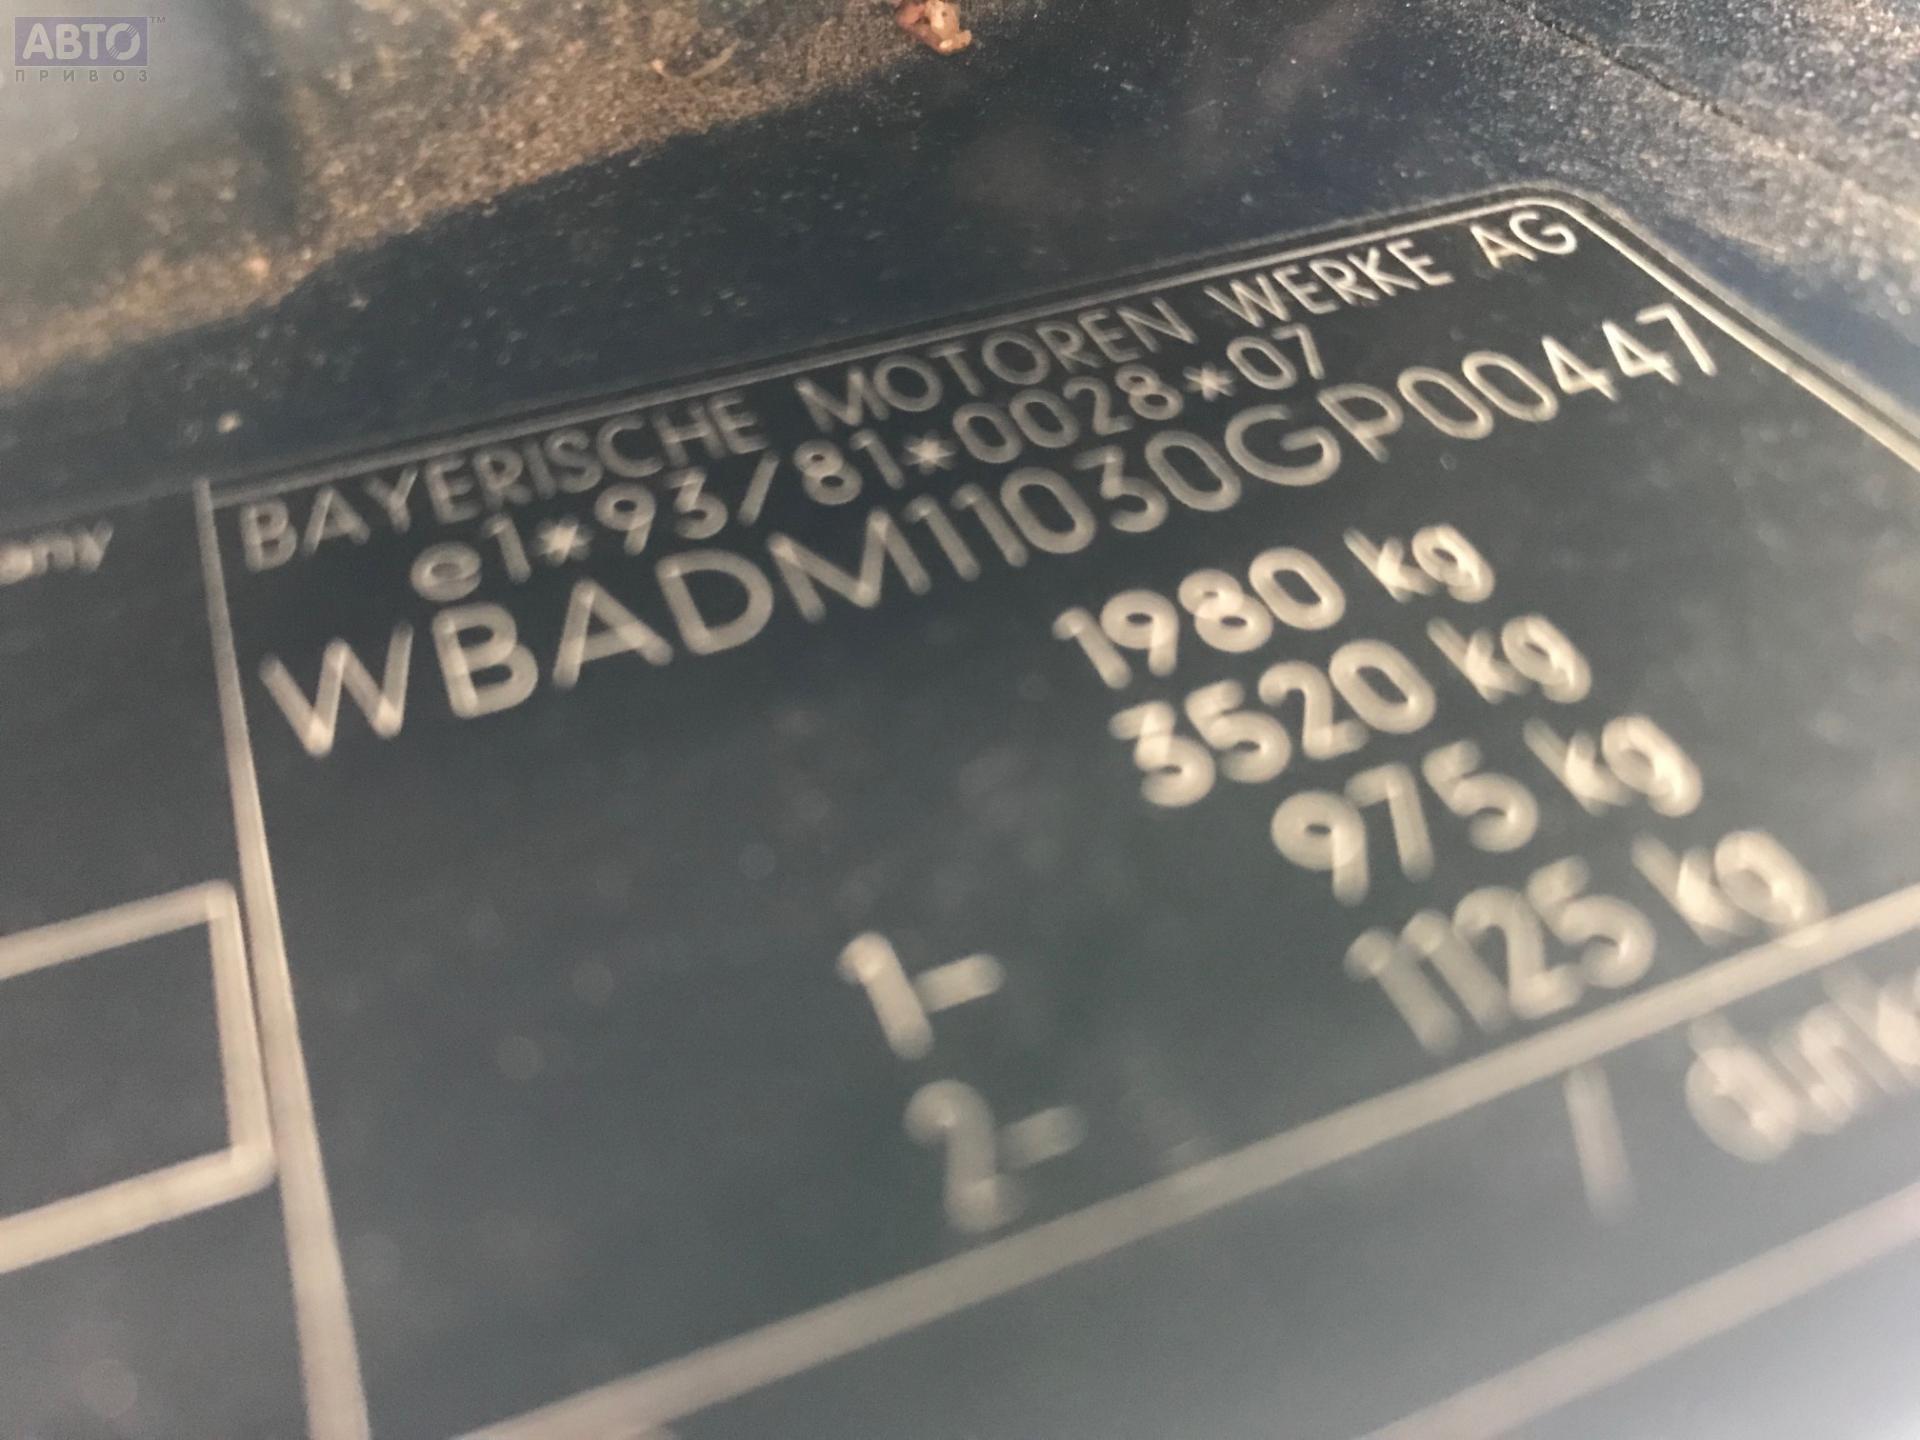 АВТО™
ПРИВОЗ
BAYERISCHE MOTOREN WERKE AG
e1*93/81*0028*07
WBADM11030GP00447
1980 kg
3520 kg
1- 975 kg
2- 1125 kg